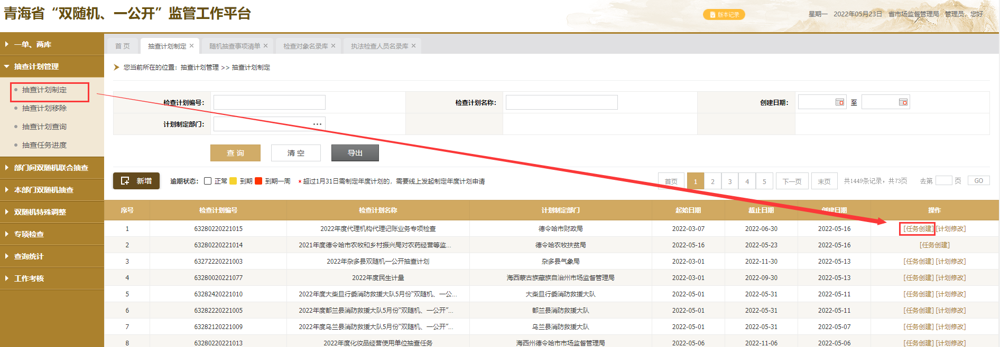 青海省“双随机、一公开”监管工作平台
版本记录
星期一 2022年05月23日 省市场监督管理局 管理员，您好
一单、两库
抽查计划管理
抽查计划制定
抽查计划移除
抽查计划查询
抽查任务进度
部门间双随机联合抽查
本部门双随机抽查
双随机特殊调整
专项检查
查询统计
工作考核
首 页 抽查计划制定 × 随机抽查事项清单 × 检查对象名录库 × 执法检查人员名录库 ×
您当前所在的位置：抽查计划管理 >> 抽查计划制定
检查计划编号： 检查计划名称： 创建日期： 至
计划制定部门： ...
查 询 清 空 导出
新增 逾期状态： 正常 到期 到期一周 * 超过1月31日需制定年度计划的，需要线上发起制定年度计划申请 首页 1 2 3 4 5 下一页 末页 共1449条记录，共73页 去第 页 GO
序号 检查计划编号 检查计划名称 计划制定部门 起始日期 截止日期 创建日期 操作
1 63280220221015 2022年度代理机构代理记账业务专项检查 德令哈市财政局 2022-03-07 2022-06-30 2022-05-16 [任务创建] [计划修改]
2 63280220221014 2021年度德令哈市农牧和乡村振兴局对农药经营等监... 德令哈农牧扶贫局 2022-05-16 2022-05-23 2022-05-16 [任务创建]
3 63272220221003 2022年杂多县双随机一公开抽查计划 杂多县气象局 2022-03-01 2022-11-30 2022-05-13 [任务创建] [计划修改]
4 63280020221077 2022年度民生计量 海西蒙古族藏族自治州市场监督管理局 2022-03-01 2022-09-30 2022-05-13 [任务创建] [计划修改]
5 63282420221010 2022年度大柴旦行委消防救援大队5月份“双随机、一公... 大柴旦行委消防救援大队 2022-05-01 2022-05-31 2022-05-11 [任务创建] [计划修改]
6 63282220221005 2022年度都兰县消防救援大队5月份“双随机、一公开”... 都兰县消防救援大队 2022-05-01 2022-05-31 2022-05-11 [任务创建] [计划修改]
7 63282120221009 2022年度乌兰县消防救援大队5月份“双随机、一公开”... 乌兰县消防救援大队 2022-05-01 2022-05-31 2022-05-07 [任务创建] [计划修改]
8 63280220221013 2022年度化妆品经营使用单位抽查任务 海西州德令哈市市场监督管理局 2022-05-06 2022-11-06 2022-05-06 [任务创建] [计划修改]